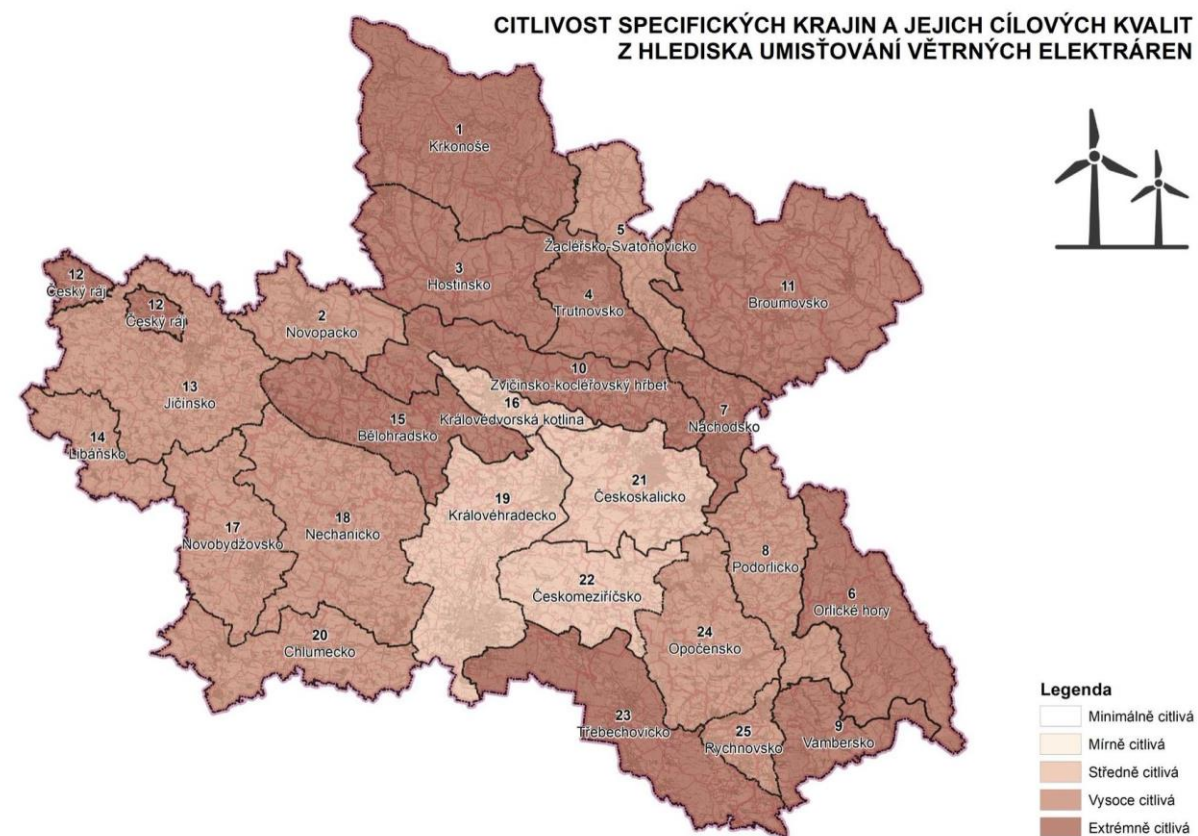 CITLIVOST SPECIFICKÝCH KRAJIN A JEJICH CÍLOVÝCH KVALIT
Z HLEDISKA UMISŤOVÁNÍ VĚTRNÝCH ELEKTRÁREN
1
Krkonoše
5
Žacléřsko-Svatoňovicko
3
Hostinsko
4
Trutnovsko
11
Broumovsko
12
Český ráj
12
Český ráj
2
Novopacko
13
Jičínsko
10
Zvičinsko-kocléřovský hřbet
16
Královédvorská kotlina
7
Náchodsko
15
Bělohradsko
14
Libáňsko
21
Českoskalicko
19
Královéhradecko
17
Novobydžovsko
18
Nechanicko
8
Podorlicko
22
Českomeziříčsko
6
Orlické hory
20
Chlumecko
24
Opočensko
23
Třebechovicko
25
Rychnovsko
9
Vambersko
Legenda
Minimálně citlivá
Mírně citlivá
Středně citlivá
Vysoce citlivá
Extrémně citlivá